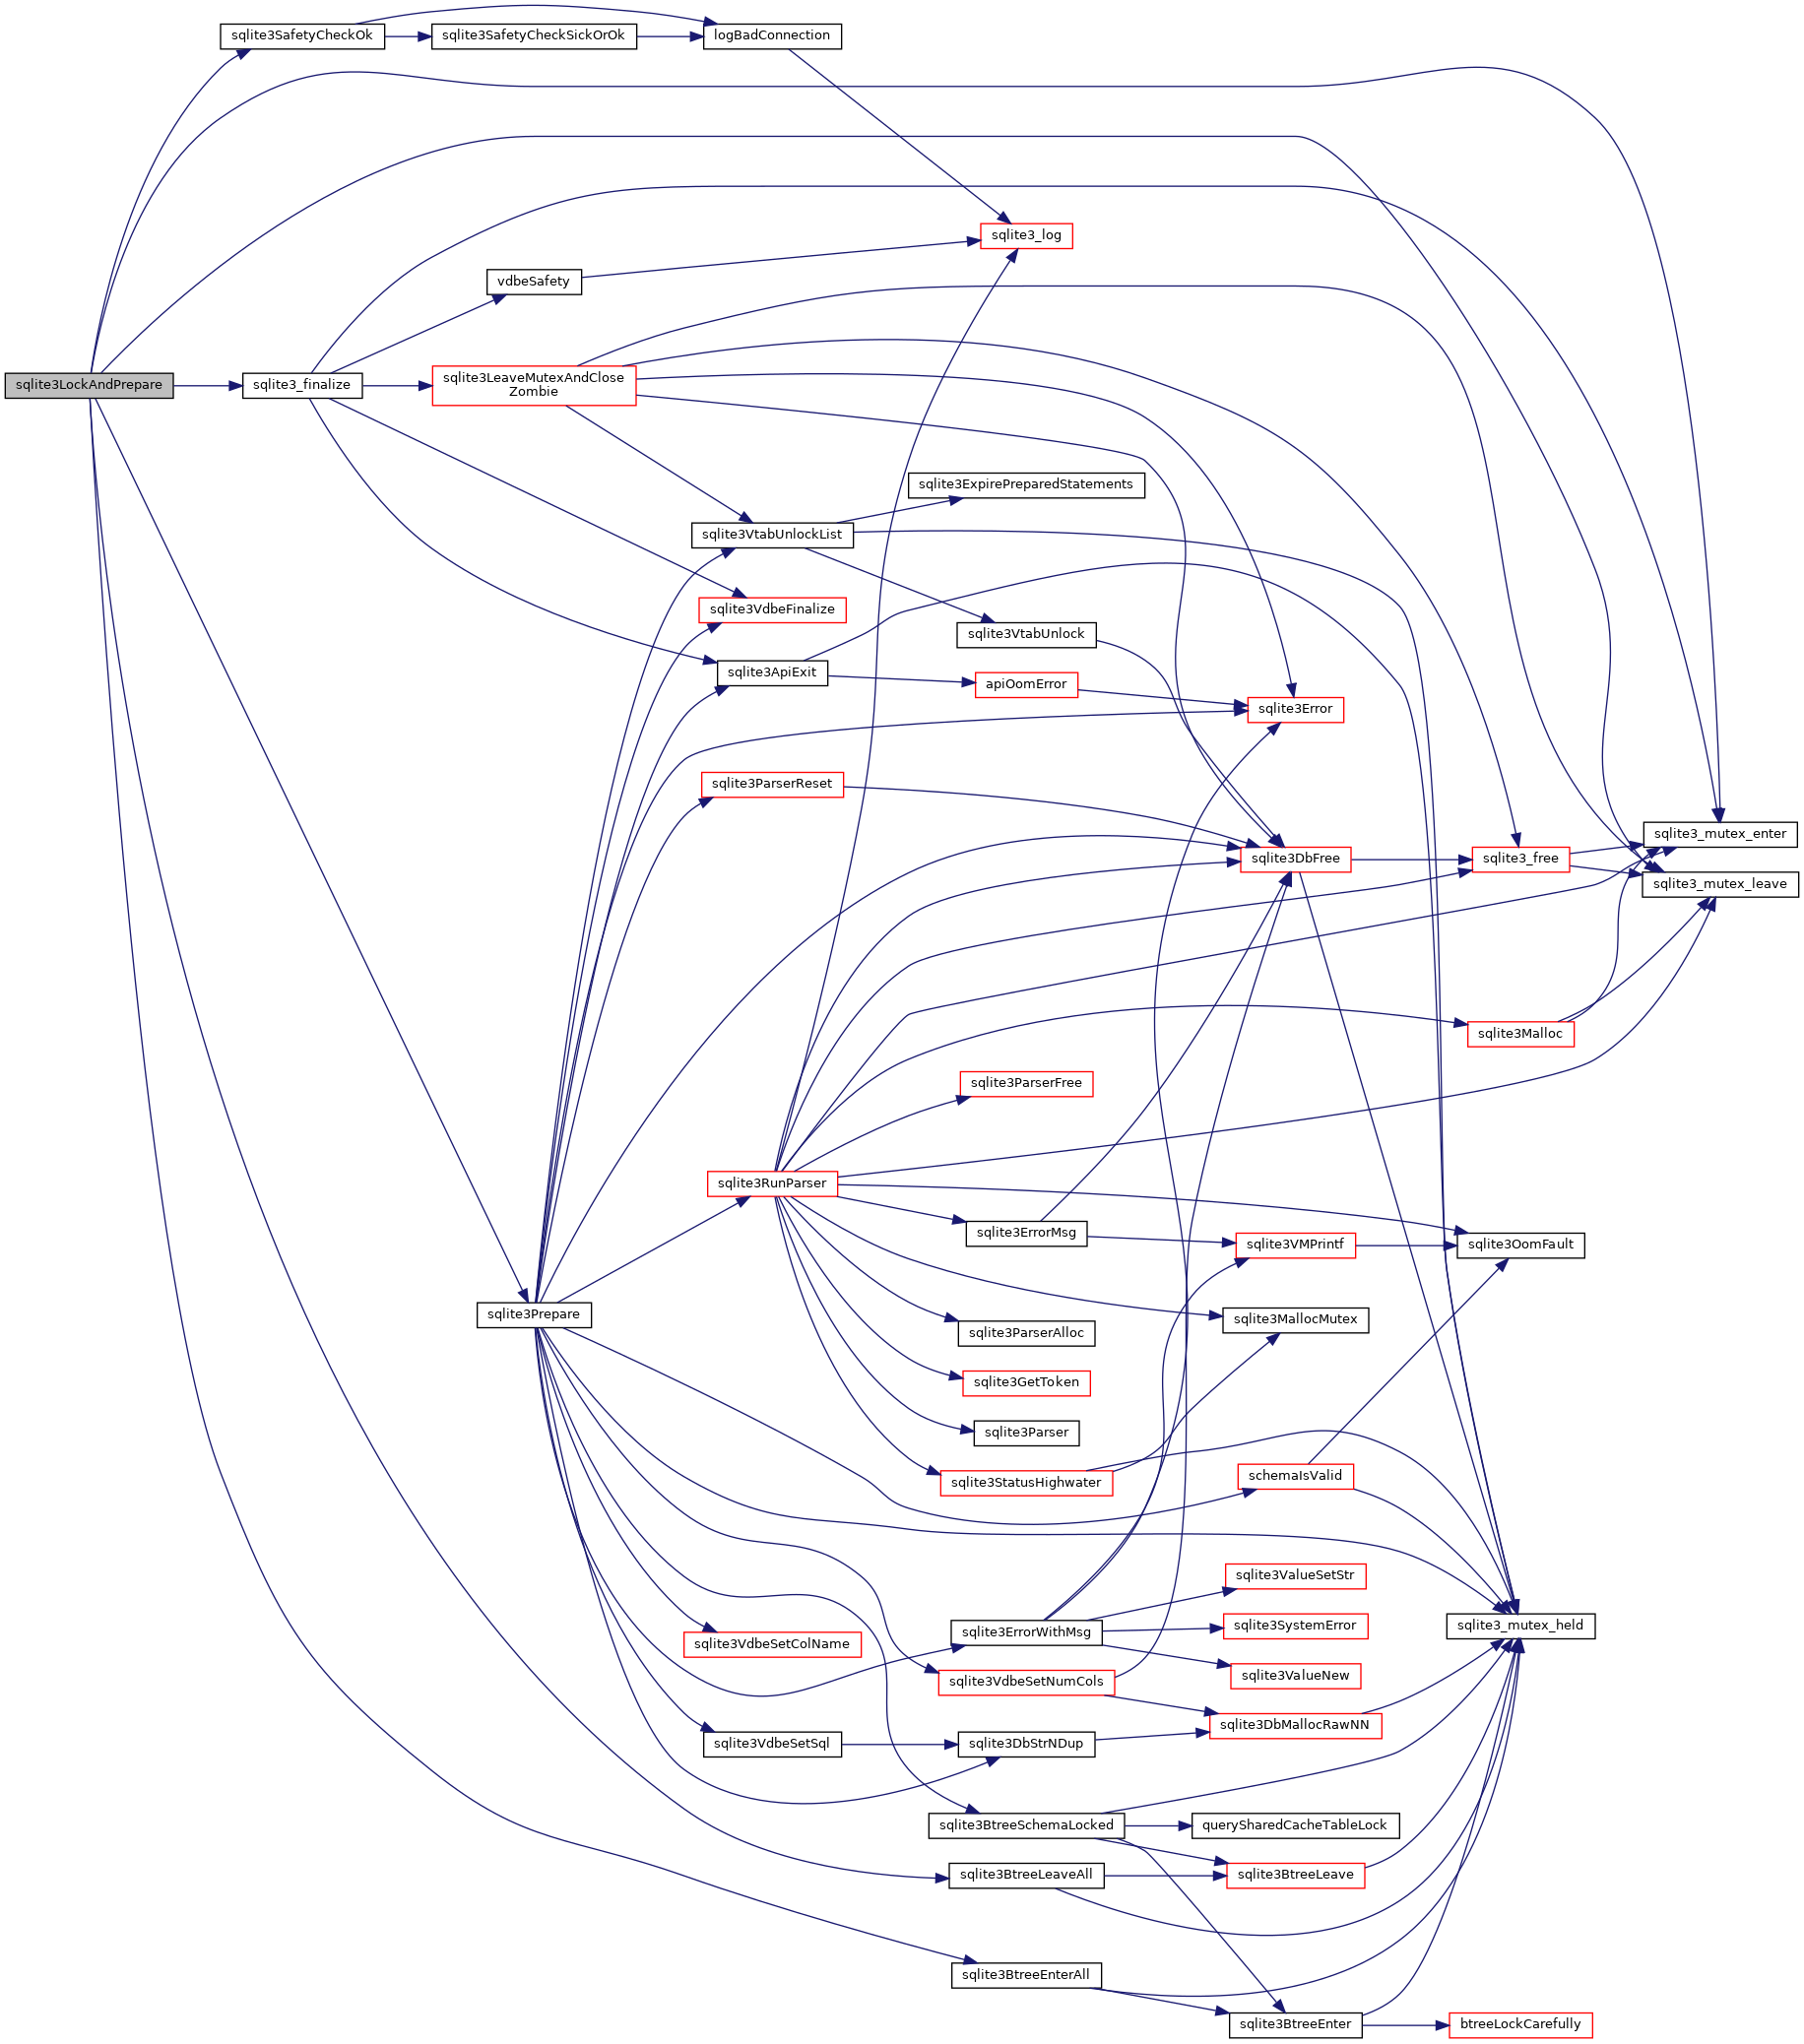 sqlite3SafetyCheckOk
sqlite3SafetyCheckSickOrOk
logBadConnection
sqlite3_log
vdbeSafety
sqlite3LockAndPrepare
sqlite3_finalize
sqlite3LeaveMutexAndClose
Zombie
sqlite3ExpirePreparedStatements
sqlite3VtabUnlockList
sqlite3VdbeFinalize
sqlite3VtabUnlock
sqlite3ApiExit
apiOomError
sqlite3Error
sqlite3ParserReset
sqlite3_mutex_enter
sqlite3DbFree
sqlite3_free
sqlite3_mutex_leave
sqlite3Malloc
sqlite3ParserFree
sqlite3RunParser
sqlite3ErrorMsg
sqlite3VMPrintf
sqlite3OomFault
sqlite3Prepare
sqlite3MallocMutex
sqlite3ParserAlloc
sqlite3GetToken
sqlite3Parser
sqlite3StatusHighwater
schemaIsValid
sqlite3ValueSetStr
sqlite3ErrorWithMsg
sqlite3SystemError
sqlite3_mutex_held
sqlite3VdbeSetColName
sqlite3ValueNew
sqlite3VdbeSetNumCols
sqlite3DbMallocRawNN
sqlite3VdbeSetSql
sqlite3DbStrNDup
sqlite3BtreeSchemaLocked
querySharedCacheTableLock
sqlite3BtreeLeaveAll
sqlite3BtreeLeave
sqlite3BtreeEnterAll
sqlite3BtreeEnter
btreeLockCarefully